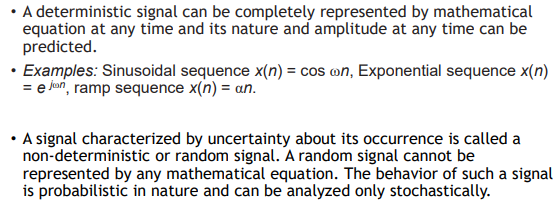 • A deterministic signal can be completely represented by mathematical
equation at any time and its nature and amplitude at any time can be
predicted.
• Examples: Sinusoidal sequence x(n) = cos ωn, Exponential sequence x(n)
= e jωn, ramp sequence x(n) = αn.
• A signal characterized by uncertainty about its occurrence is called a
non-deterministic or random signal. A random signal cannot be
represented by any mathematical equation. The behavior of such a signal
is probabilistic in nature and can be analyzed only stochastically.